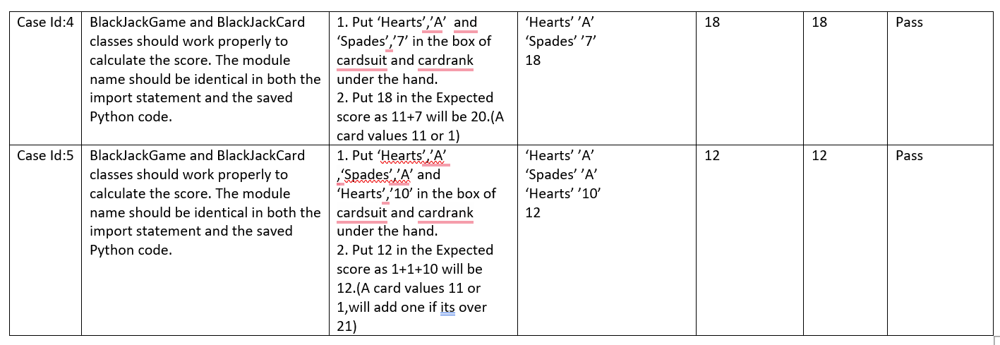 Case Id:4
BlackJackGame and BlackJackCard
classes should work properly to
calculate the score. The module
name should be identical in both the
import statement and the saved
Python code.
1. Put ‘Hearts’,’A’  and
‘Spades’,’7’ in the box of
cardsuit and cardrank
under the hand.
2. Put 18 in the Expected
score as 11+7 will be 20.(A
card values 11 or 1)
‘Hearts’ ’A’
‘Spades’ ’7’
18
18
18
Pass
Case Id:5
BlackJackGame and BlackJackCard
classes should work properly to
calculate the score. The module
name should be identical in both the
import statement and the saved
Python code.
1. Put ‘Hearts’,’A’
,‘Spades’,’A’ and
‘Hearts’,’10’ in the box of
cardsuit and cardrank
under the hand.
2. Put 12 in the Expected
score as 1+1+10 will be
12.(A card values 11 or
1,will add one if its over
21)
‘Hearts’ ’A’
‘Spades’ ’A’
‘Hearts’ ’10’
12
12
12
Pass